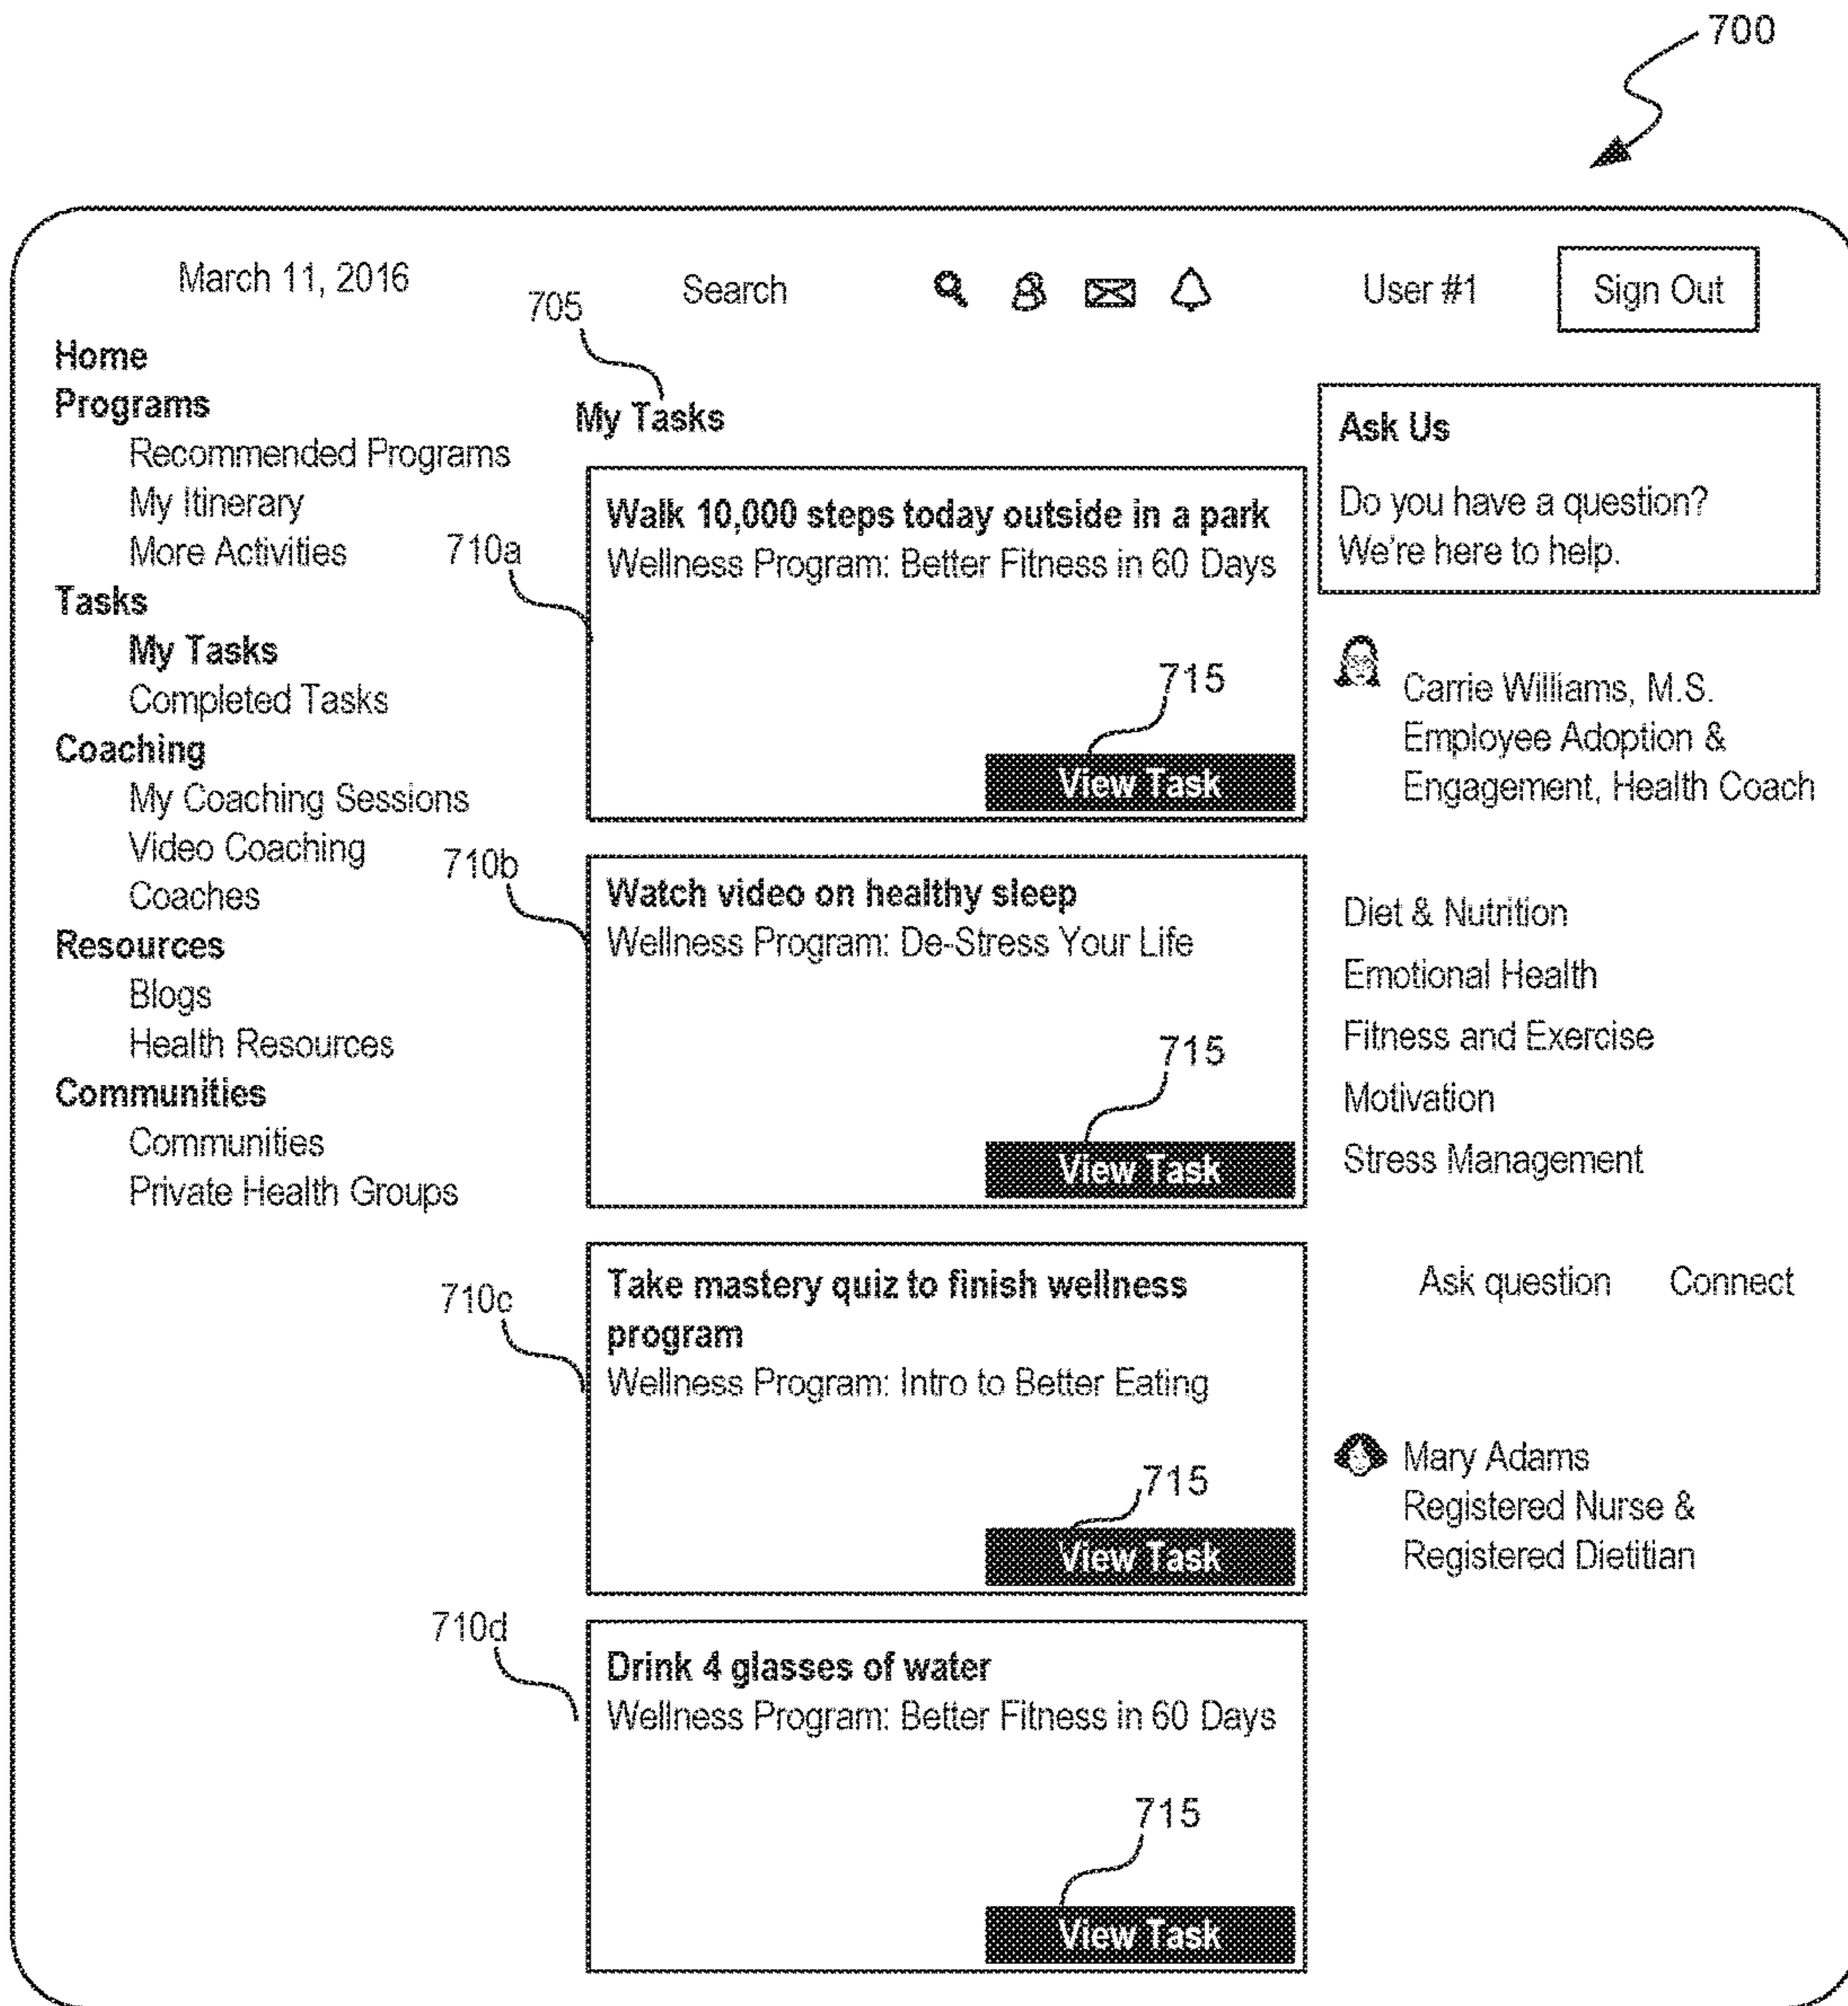 700
March 11, 2016
Search
User #1
Sign Out
705
Home
Programs
Recommended Programs
My Itinerary
More Activities
Tasks
My Tasks
Completed Tasks
Coaching
My Coaching Sessions
Video Coaching
Coaches
Resources
Blogs
Health Resources
Communities
Communities
Private Health Groups
My Tasks
710a
Walk 10,000 steps today outside in a park
Wellness Program: Better Fitness in 60 Days
715
View Task
710b
Watch video on healthy sleep
Wellness Program: De-Stress Your Life
715
View Task
710c
Take mastery quiz to finish wellness
program
Wellness Program: Intro to Better Eating
715
View Task
710d
Drink 4 glasses of water
Wellness Program: Better Fitness in 60 Days
715
View Task
Ask Us
Do you have a question?
We're here to help.
Carrie Williams, M.S.
Employee Adoption &
Engagement, Health Coach
Diet & Nutrition
Emotional Health
Fitness and Exercise
Motivation
Stress Management
Ask question
Connect
Mary Adams
Registered Nurse &
Registered Dietitian